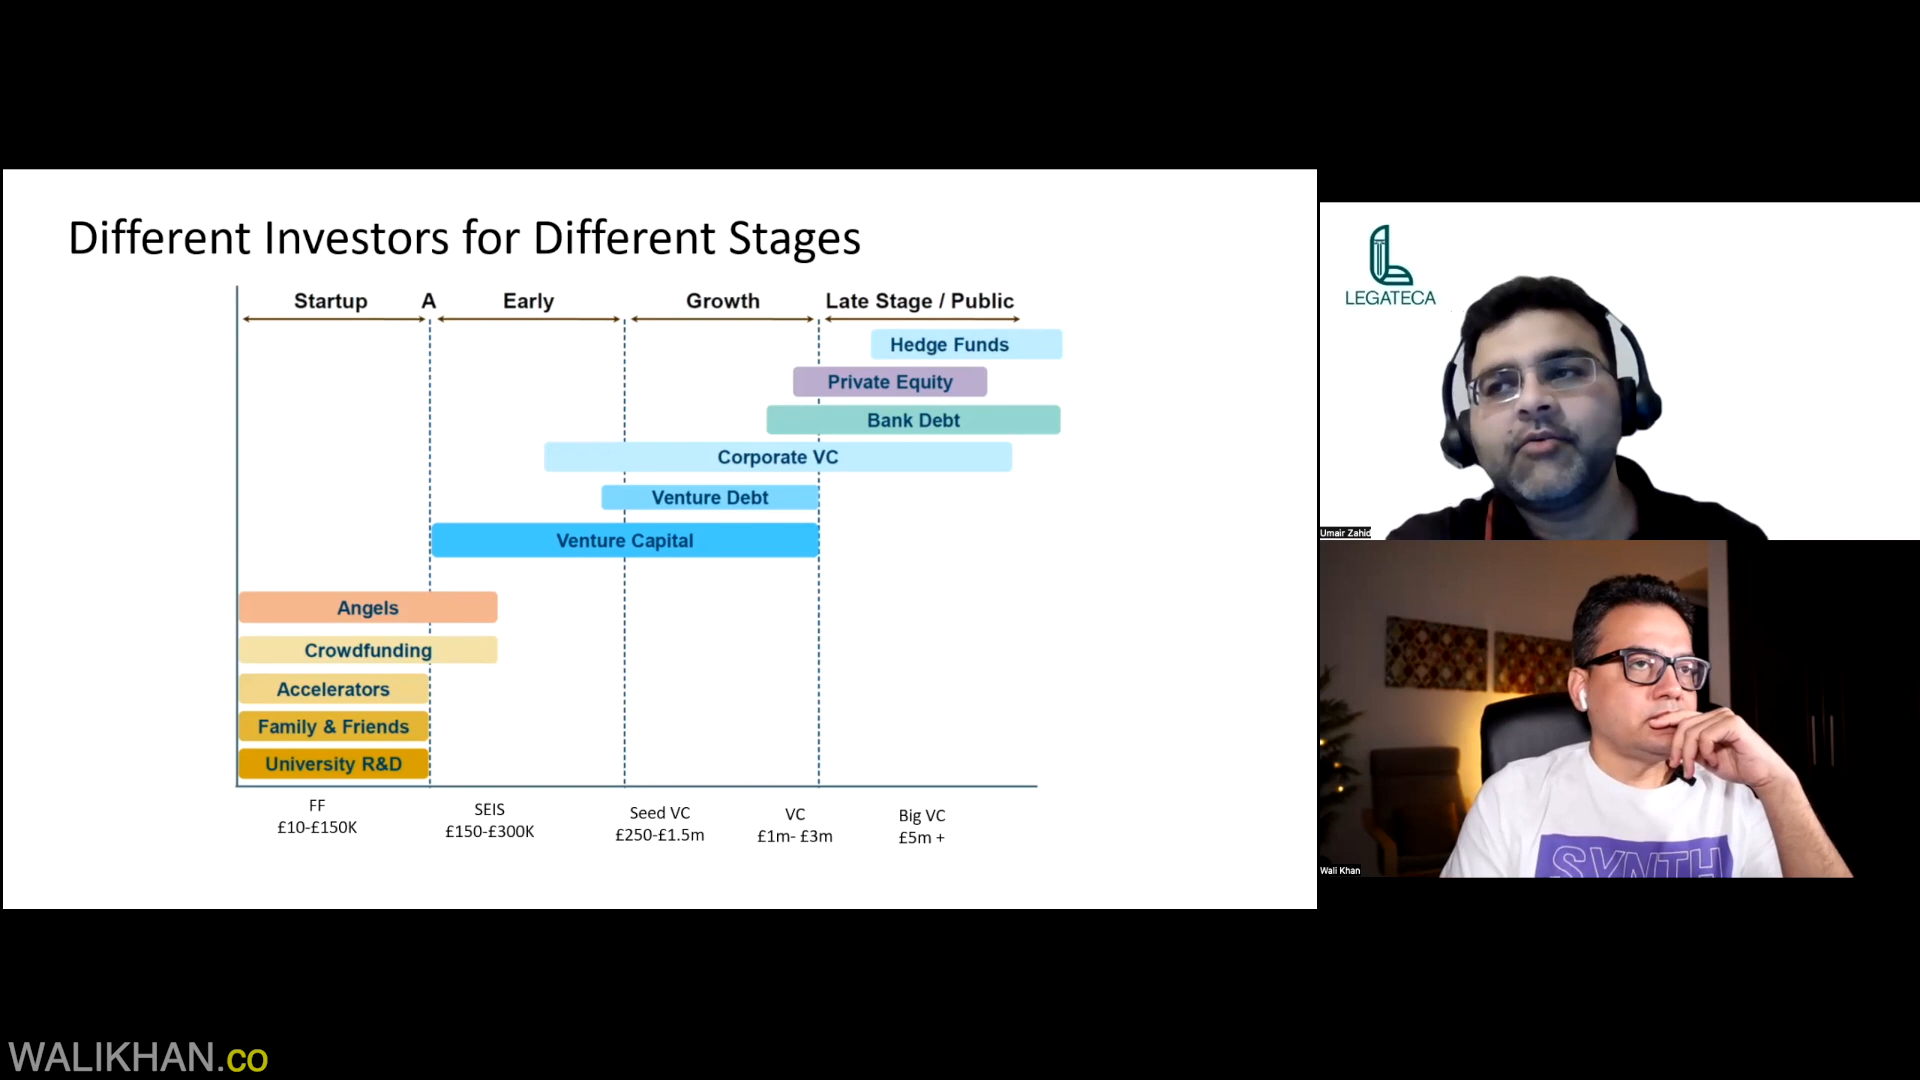 Different Investors for Different Stages
Startup A Early Growth Late Stage / Public
Hedge Funds
Private Equity
Bank Debt
Corporate VC
Venture Debt
Venture Capital
Angels
Crowdfunding
Accelerators
Family & Friends
University R&D
FF
£10-£150K
SEIS
£150-£300K
Seed VC
£250-£1.5m
VC
£1m- £3m
Big VC
£5m +
LEGATECA
Umair Zahid
SYNTH
Wali Khan
WALIKHAN.CO